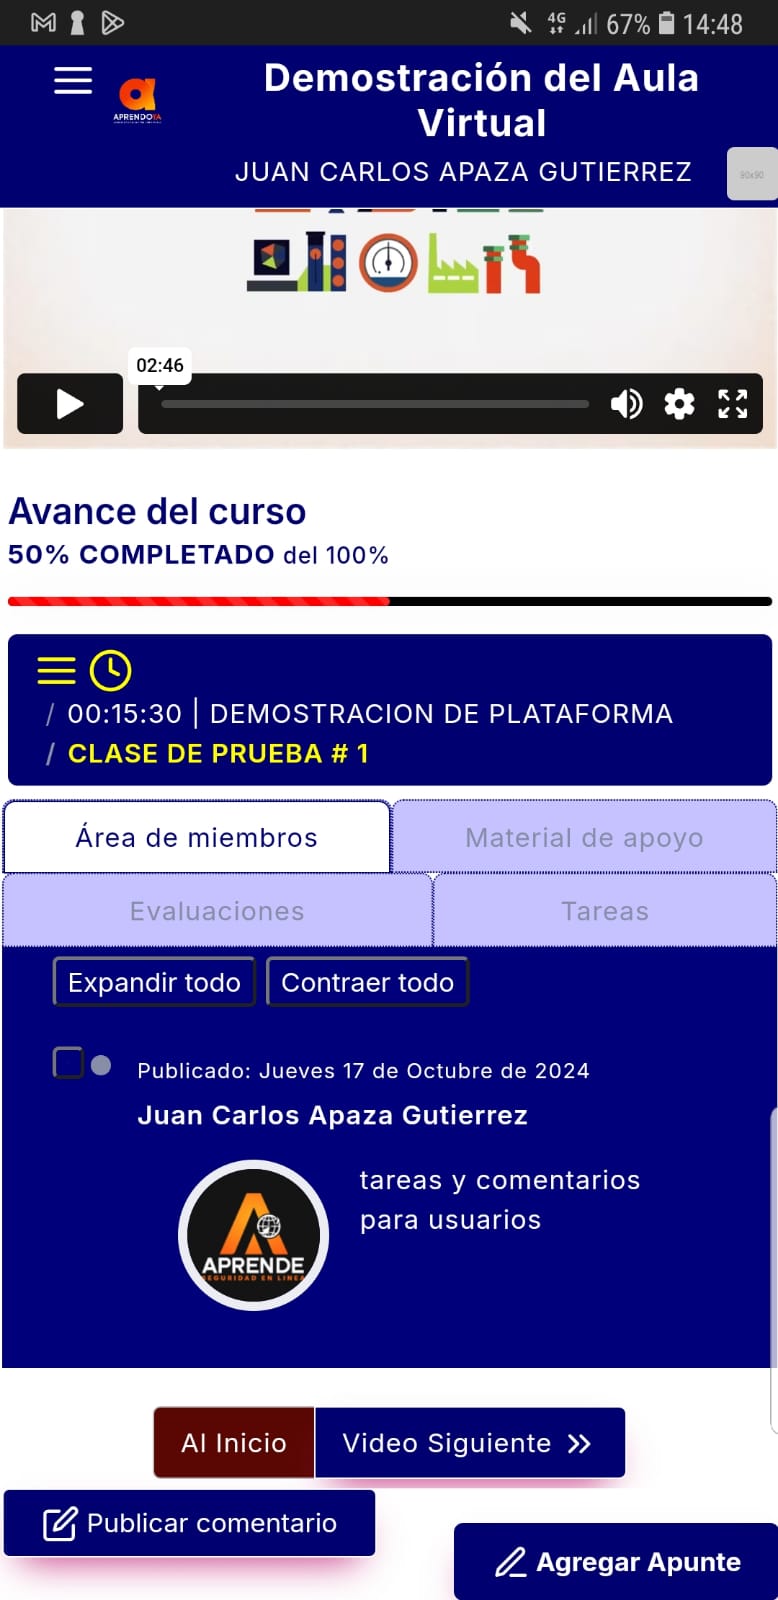 4G 67% 14:48
Demostración del Aula
Virtual
APRENDOYA
JUAN CARLOS APAZA GUTIERREZ
90x90
02:46
Avance del curso
50% COMPLETADO del 100%
/ 00:15:30 | DEMOSTRACION DE PLATAFORMA
/ CLASE DE PRUEBA # 1
Área de miembros
Material de apoyo
Evaluaciones
Tareas
Expandir todo
Contraer todo
Publicado: Jueves 17 de Octubre de 2024
Juan Carlos Apaza Gutierrez
tareas y comentarios
para usuarios
APRENDE
SEGURIDAD EN LINEA
Al Inicio
Video Siguiente
Publicar comentario
Agregar Apunte